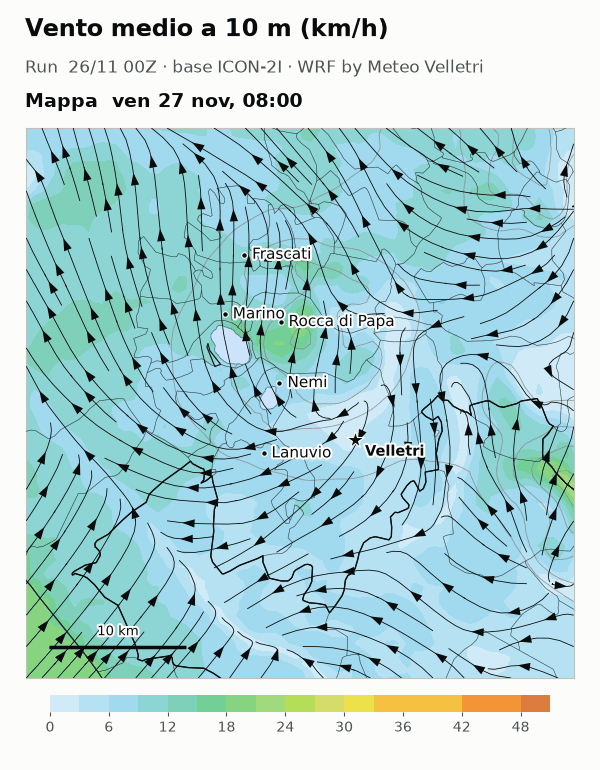 Vento medio a 10 m (km/h)
Run  26/11 00Z · base ICON-2I · WRF by Meteo Velletri
Mappa  ven 27 nov, 08:00
Frascati
Marino
Rocca di Papa
Nemi
Velletri
Lanuvio
10 km
0 6 12 18 24 30 36 42 48